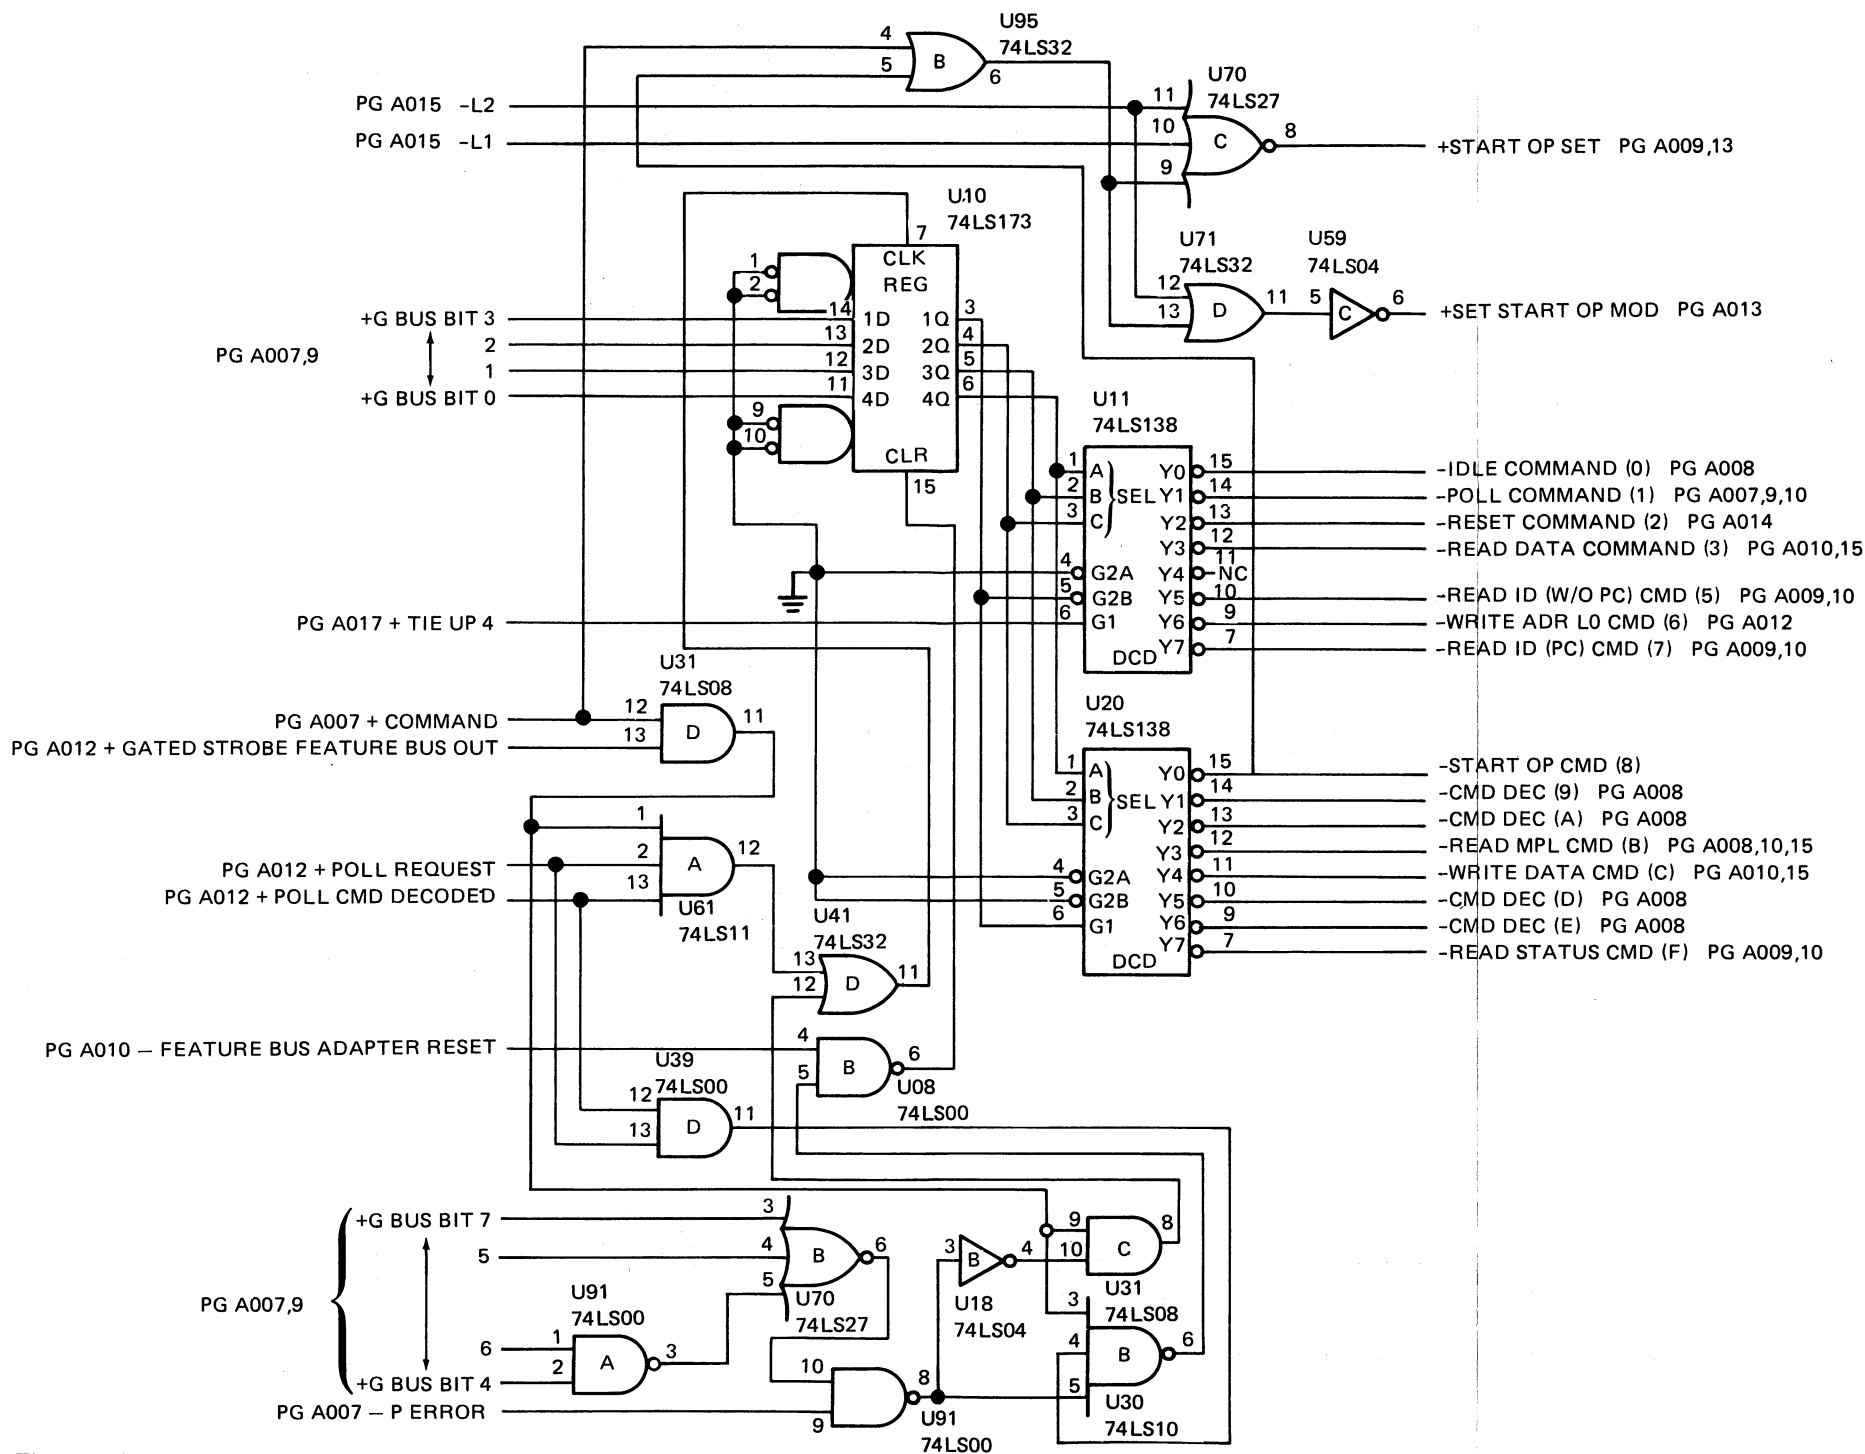 U95
74LS32
4
5
B
6
PG A015 -L2
PG A015 -L1
U70
74LS27
11
10
9
C
8
+START OP SET PG A009,13
U10
74LS173
7
CLK
REG
1
2
U71
74LS32
12
13
D
11
U59
74LS04
5
C
6
+SET START OP MOD PG A013
+G BUS BIT 3
2
1
+G BUS BIT 0
PG A007,9
14
13
12
11
1D
2D
3D
4D
1Q
2Q
3Q
4Q
3
4
5
6
9
10
CLR
15
U11
74LS138
1
2
3
A
B
C
SEL
4
5
6
G2A
G2B
G1
DCD
Y0 15 -IDLE COMMAND (0) PG A008
Y1 14 -POLL COMMAND (1) PG A007,9,10
Y2 13 -RESET COMMAND (2) PG A014
Y3 12 -READ DATA COMMAND (3) PG A010,15
Y4 11 NC
Y5 10 -READ ID (W/O PC) CMD (5) PG A009,10
Y6 9 -WRITE ADR L0 CMD (6) PG A012
Y7 7 -READ ID (PC) CMD (7) PG A009,10
PG A017 + TIE UP 4
U31
74LS08
12
13
D
11
PG A007 + COMMAND
PG A012 + GATED STROBE FEATURE BUS OUT
U20
74LS138
1
2
3
A
B
C
SEL
4
5
6
G2A
G2B
G1
DCD
Y0 15 -START OP CMD (8)
Y1 14 -CMD DEC (9) PG A008
Y2 13 -CMD DEC (A) PG A008
Y3 12 -READ MPL CMD (B) PG A008,10,15
Y4 11 -WRITE DATA CMD (C) PG A010,15
Y5 10 -CMD DEC (D) PG A008
Y6 9 -CMD DEC (E) PG A008
Y7 7 -READ STATUS CMD (F) PG A009,10
PG A012 + POLL REQUEST
PG A012 + POLL CMD DECODED
1
2
13
A
12
U61
74LS11
U41
74LS32
13
12
D
11
PG A010 — FEATURE BUS ADAPTER RESET
4
5
B
6
U08
74LS00
U39
74LS00
12
13
D
11
+G BUS BIT 7
5
6
+G BUS BIT 4
PG A007,9
PG A007 — P ERROR
3
4
5
B
6
U70
74LS27
U91
74LS00
1
2
A
3
10
9
8
U91
74LS00
3
B
4
U18
74LS04
9
10
C
8
U31
74LS08
3
4
5
B
6
U30
74LS10